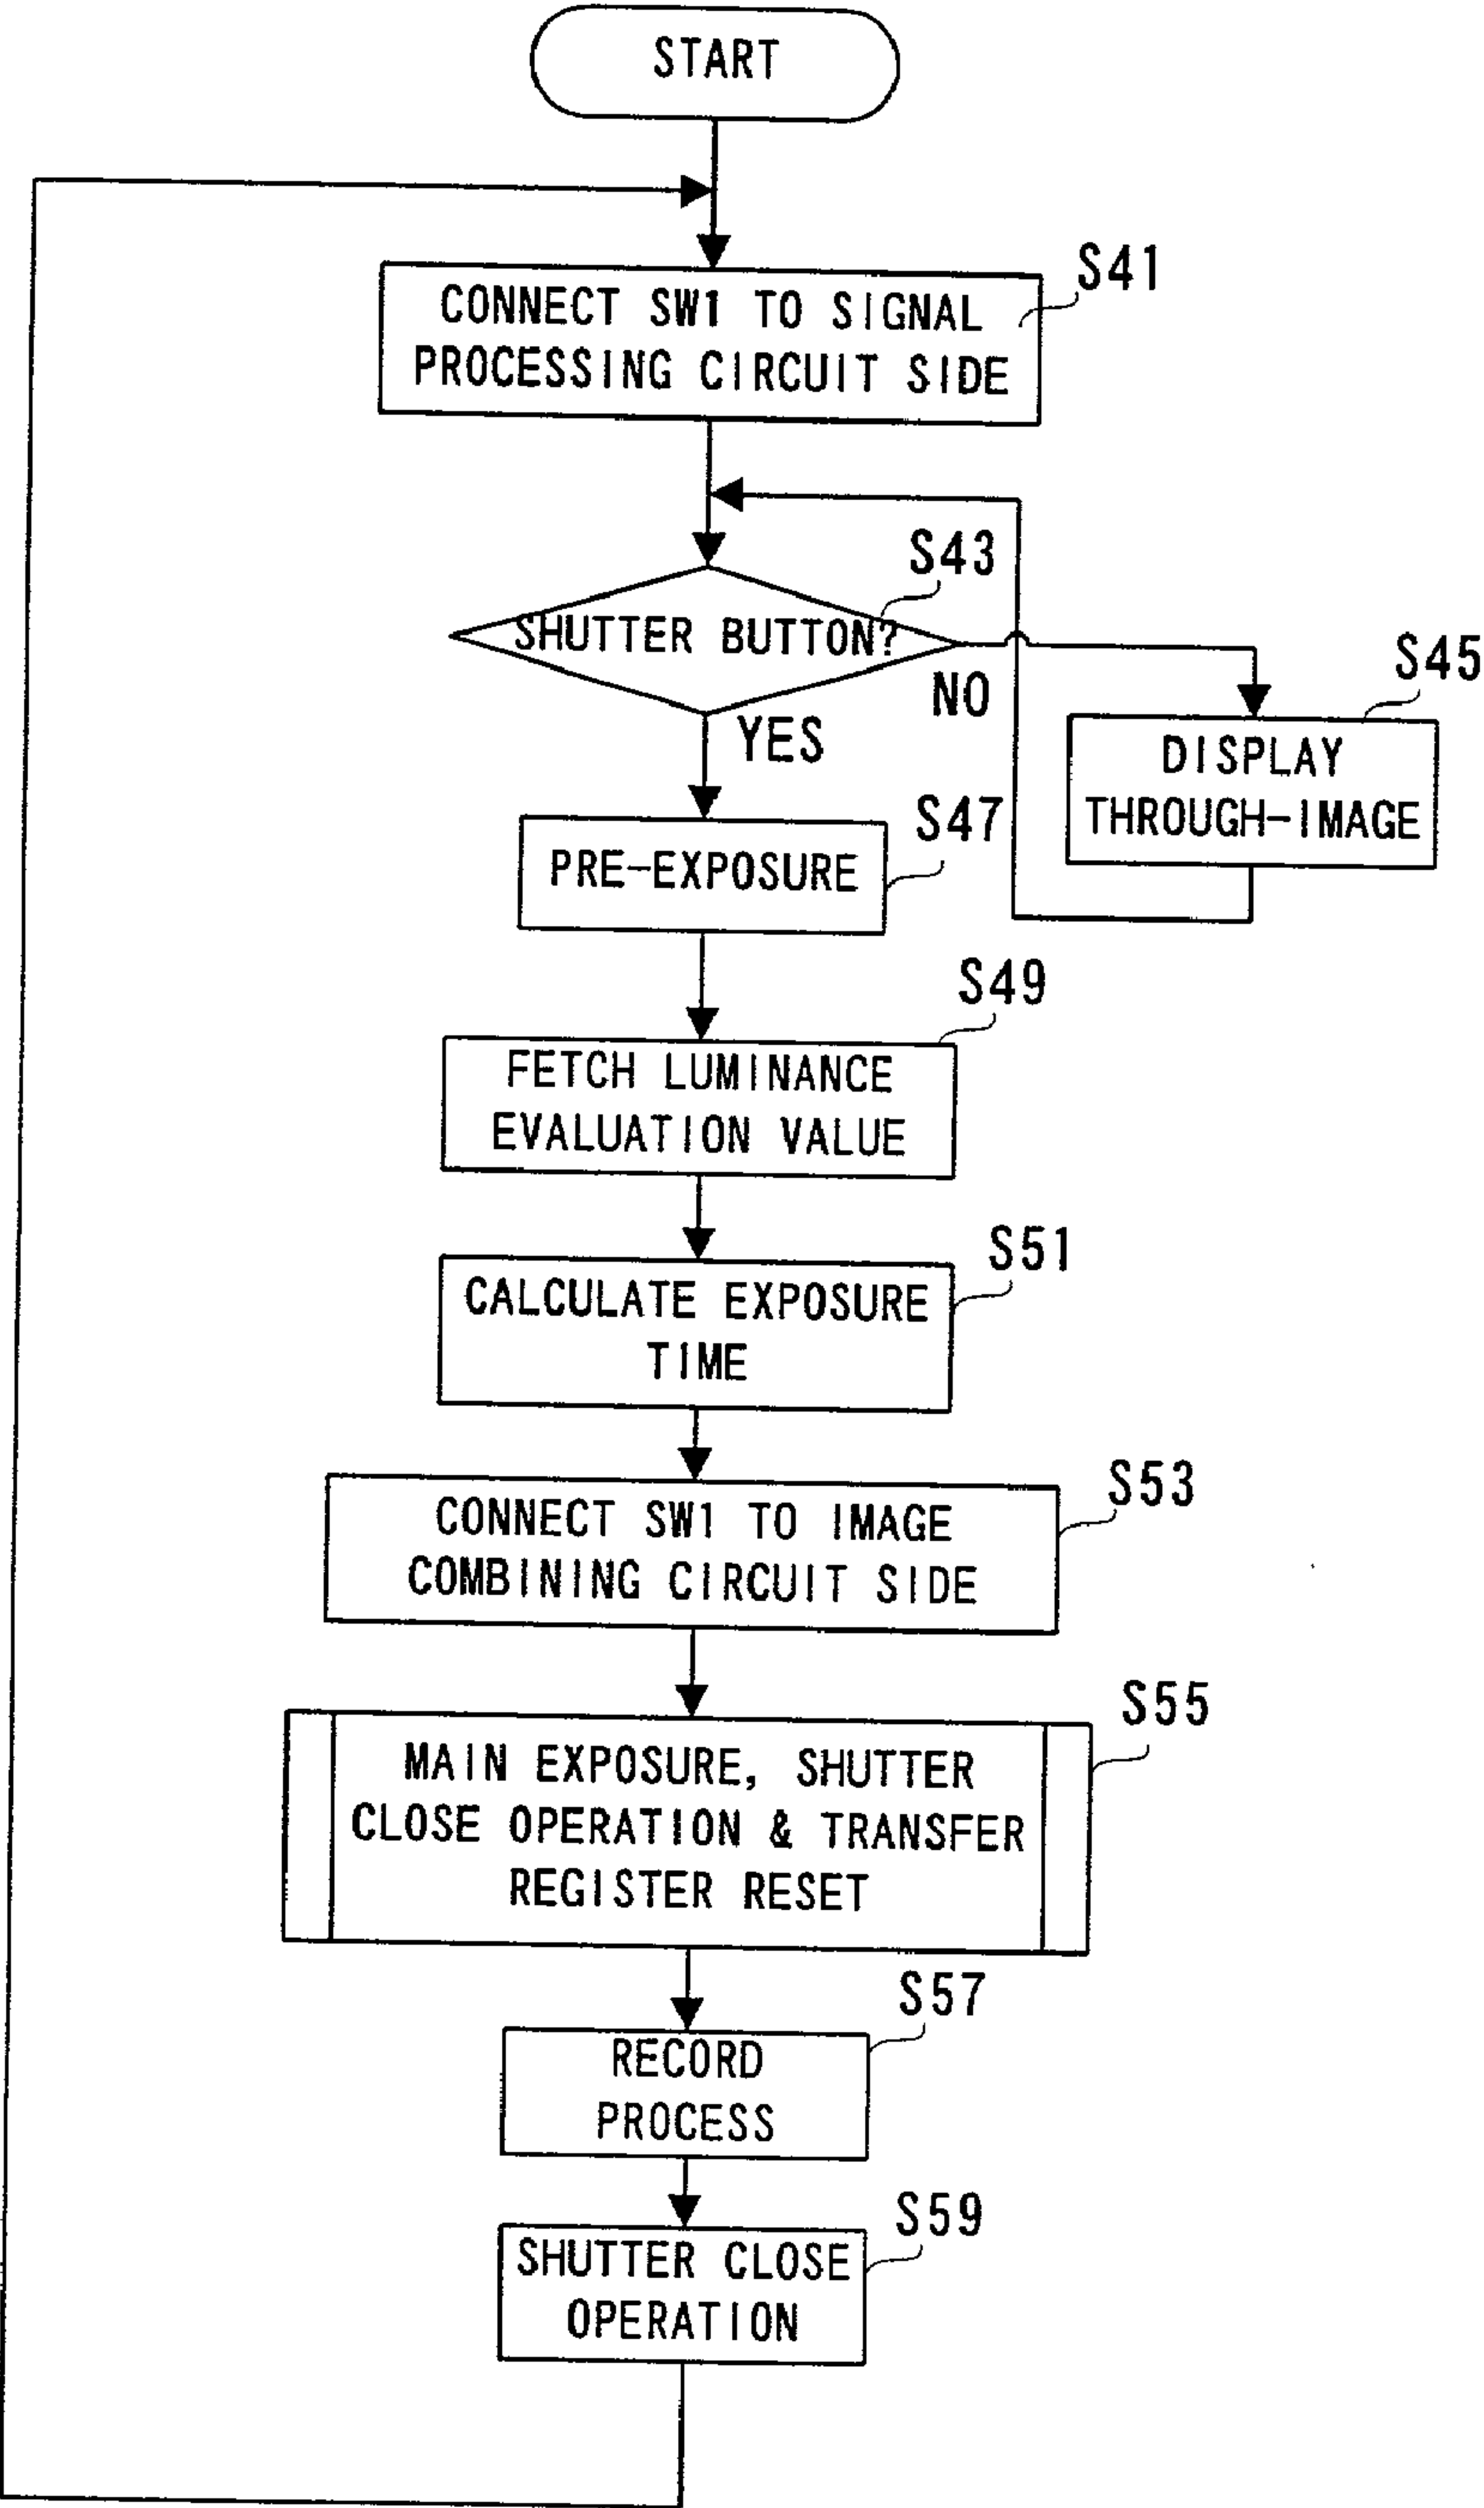 START
S41
CONNECT SW1 TO SIGNAL
PROCESSING CIRCUIT SIDE
S43
SHUTTER BUTTON?
NO
YES
S45
DISPLAY
THROUGH-IMAGE
S47
PRE-EXPOSURE
S49
FETCH LUMINANCE
EVALUATION VALUE
S51
CALCULATE EXPOSURE
TIME
S53
CONNECT SW1 TO IMAGE
COMBINING CIRCUIT SIDE
S55
MAIN EXPOSURE, SHUTTER
CLOSE OPERATION & TRANSFER
REGISTER RESET
S57
RECORD
PROCESS
S59
SHUTTER CLOSE
OPERATION